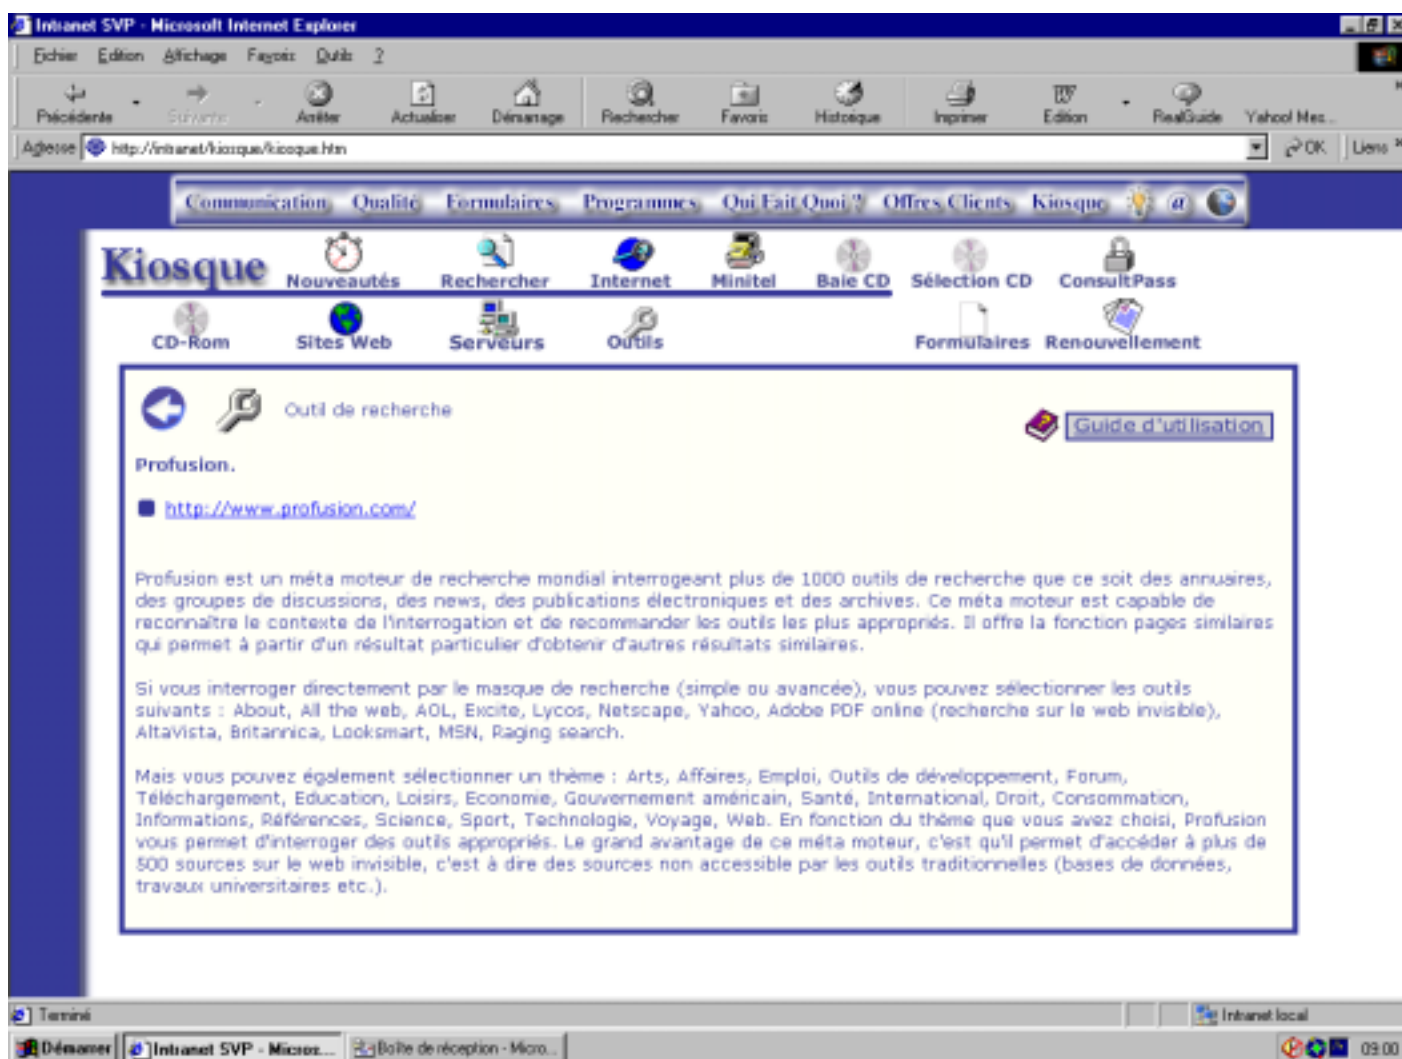 Intranet SVP - Microsoft Internet Explorer
Fichier Edition Affichage Favoris Outils ?
Précédente Suivante Arrêter Actualiser Démarrage Rechercher Favoris Historique Imprimer Edition RealGuide Yahoo! Mes...
Adresse http://intranet/kiosque/kiosque.htm OK Liens »
Communication Qualité Formulaires Programmes Qui Fait Quoi ? Offres Clients Kiosque @
Kiosque Nouveautés Rechercher Internet Minitel Baie CD Sélection CD ConsultPass
CD-Rom Sites Web Serveurs Outils Formulaires Renouvellement
Outil de recherche
Guide d'utilisation
Profusion.
http://www.profusion.com/
Profusion est un méta moteur de recherche mondial interrogeant plus de 1000 outils de recherche que ce soit des annuaires,
des groupes de discussions, des news, des publications électroniques et des archives. Ce méta moteur est capable de
reconnaître le contexte de l'interrogation et de recommander les outils les plus appropriés. Il offre la fonction pages similaires
qui permet à partir d'un résultat particulier d'obtenir d'autres résultats similaires.
Si vous interroger directement par le masque de recherche (simple ou avancée), vous pouvez sélectionner les outils
suivants : About, All the web, AOL, Excite, Lycos, Netscape, Yahoo, Adobe PDF online (recherche sur le web invisible),
AltaVista, Britannica, Looksmart, MSN, Raging search.
Mais vous pouvez également sélectionner un thème : Arts, Affaires, Emploi, Outils de développement, Forum,
Téléchargement, Education, Loisirs, Economie, Gouvernement américain, Santé, International, Droit, Consommation,
Informations, Références, Science, Sport, Technologie, Voyage, Web. En fonction du thème que vous avez choisi, Profusion
vous permet d'interroger des outils appropriés. Le grand avantage de ce méta moteur, c'est qu'il permet d'accéder à plus de
500 sources sur le web invisible, c'est à dire des sources non accessible par les outils traditionnelles (bases de données,
travaux universitaires etc.).
Terminé Intranet local
Démarrer Intranet SVP - Micros... Boîte de réception - Micro... 09:00